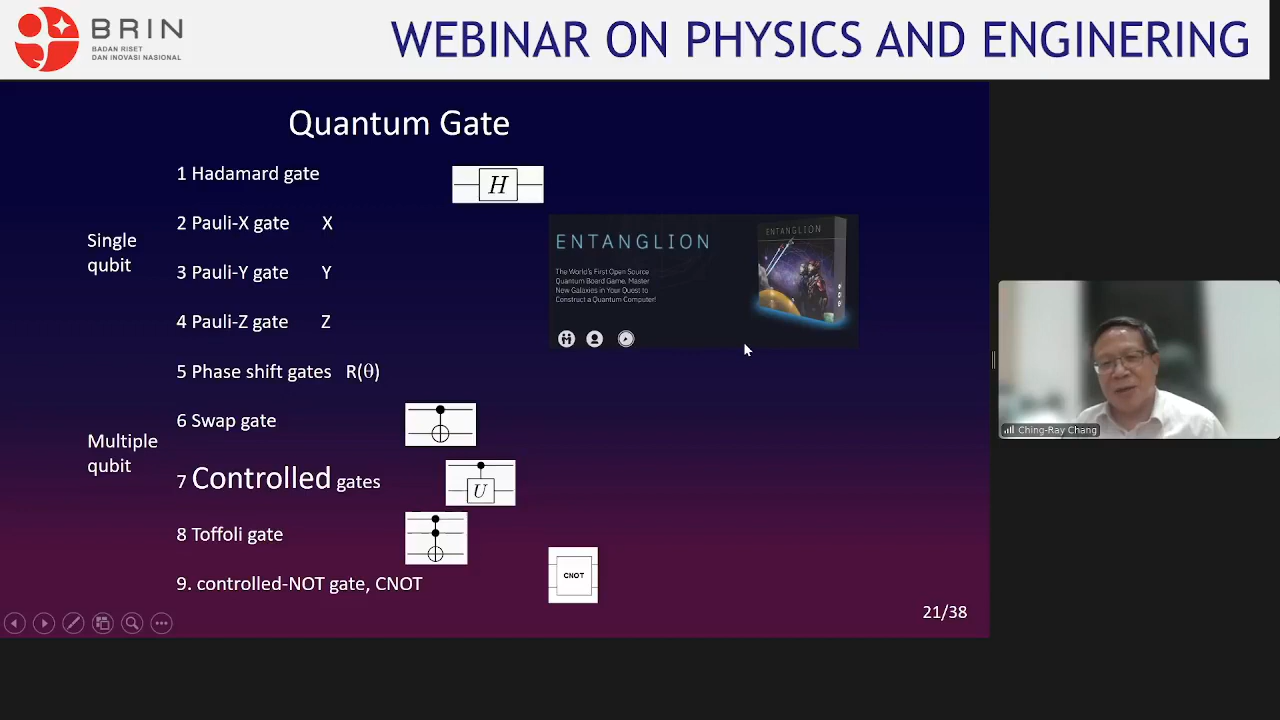 BRIN
BADAN RISET
DAN INOVASI NASIONAL
WEBINAR ON PHYSICS AND ENGINERING
Quantum Gate
1 Hadamard gate
H
2 Pauli-X gate X
Single
qubit
3 Pauli-Y gate Y
4 Pauli-Z gate Z
5 Phase shift gates R(θ)
ENTANGLION
The World's First Open Source
Quantum Board Game. Master
New Galaxies in Your Quest to
Construct a Quantum Computer!
ENTANGLION
6 Swap gate
Multiple
qubit
7 Controlled gates
U
8 Toffoli gate
9. controlled-NOT gate, CNOT
CNOT
21/38
Ching-Ray Chang